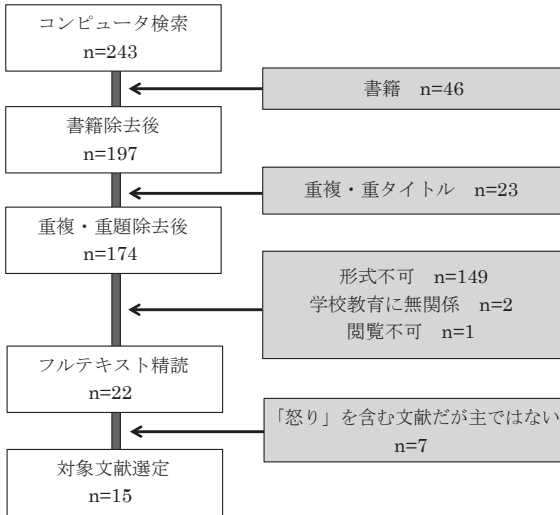 コンピュータ検索
n=243
書籍　n=46
書籍除去後
n=197
重複・重タイトル　n=23
重複・重題除去後
n=174
形式不可　n=149
学校教育に無関係　n=2
閲覧不可　n=1
フルテキスト精読
n=22
「怒り」を含む文献だが主ではない
n=7
対象文献選定
n=15